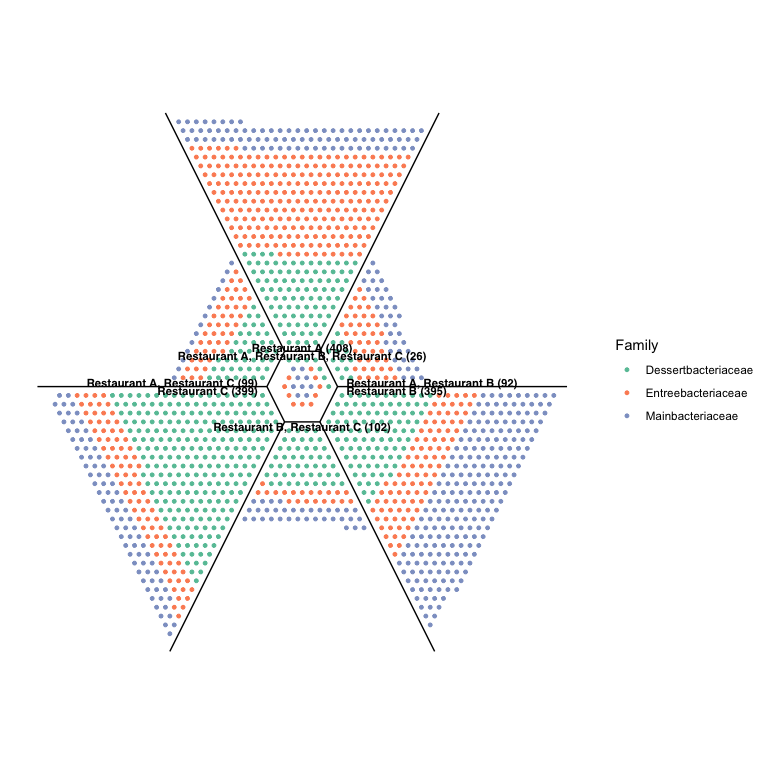 Restaurant A (408)
Restaurant A, Restaurant B, Restaurant C (26)
Restaurant A, Restaurant C (99)
Restaurant A, Restaurant B (92)
Restaurant C (399)
Restaurant B (395)
Restaurant B, Restaurant C (102)
Family
Dessertbacteriaceae
Entreebacteriaceae
Mainbacteriaceae